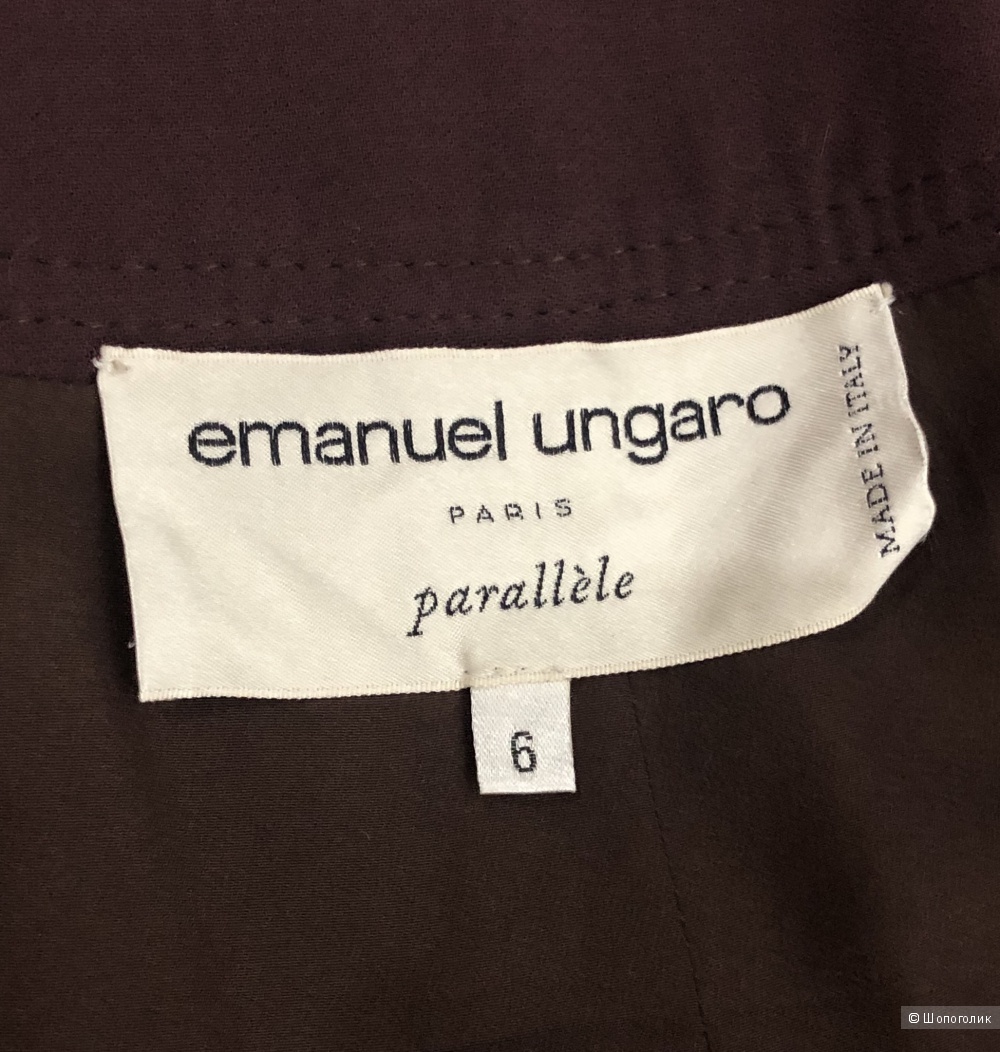 emanuel ungaro
PARIS
parallèle
MADE IN ITALY
6
© Шопоголик